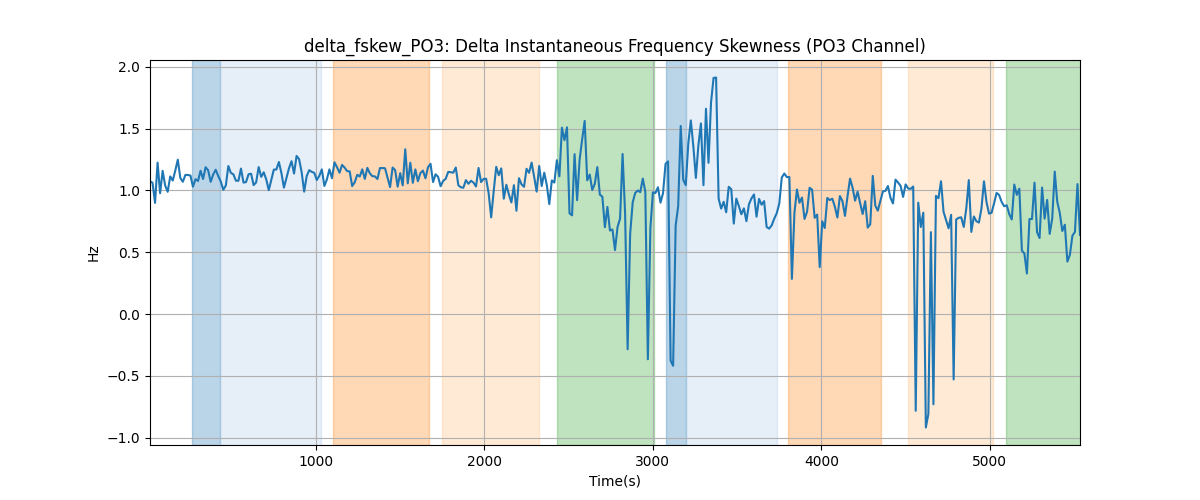 delta_fskew_PO3: Delta Instantaneous Frequency Skewness (PO3 Channel)
2.0
1.5
1.0
0.5
0.0
−0.5
−1.0
Hz
1000 2000 3000 4000 5000
Time(s)